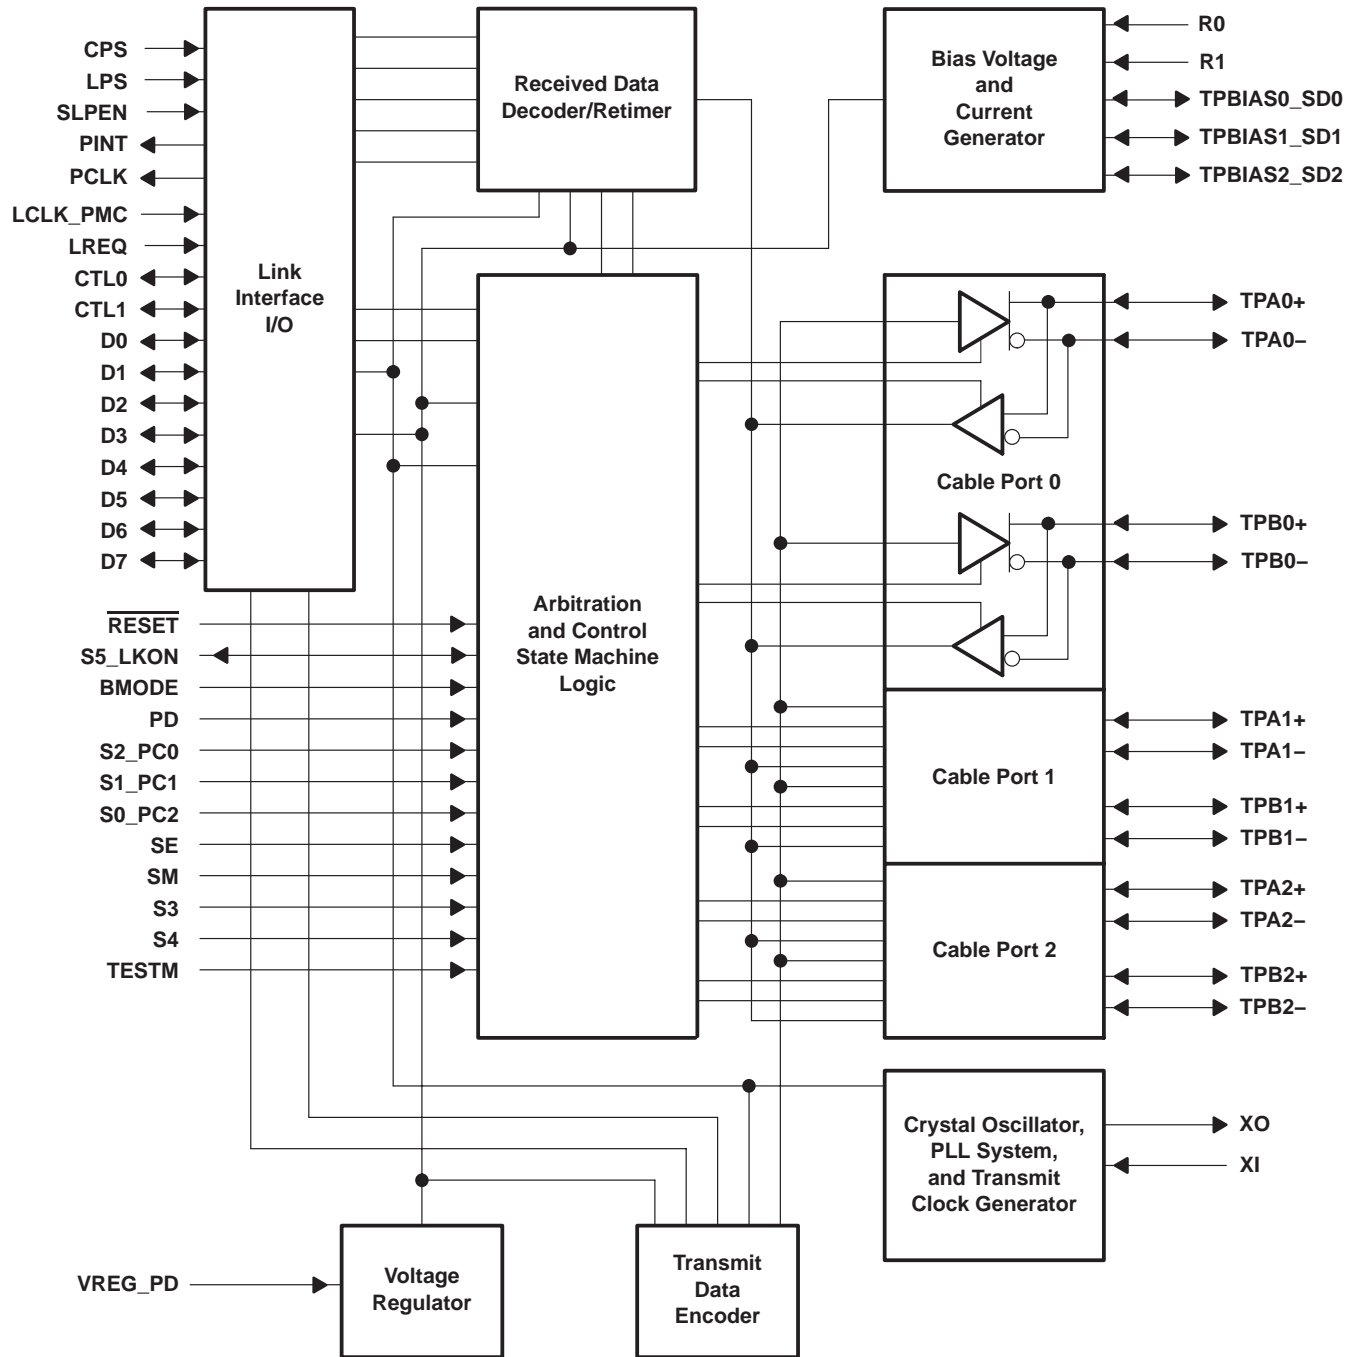 CPS
LPS
SLPEN
PINT
PCLK
LCLK_PMC
LREQ
CTL0
CTL1
D0
D1
D2
D3
D4
D5
D6
D7
RESET
S5_LKON
BMODE
PD
S2_PC0
S1_PC1
S0_PC2
SE
SM
S3
S4
TESTM
VREG_PD
Link
Interface
I/O
Received Data
Decoder/Retimer
Arbitration
and Control
State Machine
Logic
Voltage
Regulator
Transmit
Data
Encoder
Bias Voltage
and
Current
Generator
Cable Port 0
Cable Port 1
Cable Port 2
Crystal Oscillator,
PLL System,
and Transmit
Clock Generator
R0
R1
TPBIAS0_SD0
TPBIAS1_SD1
TPBIAS2_SD2
TPA0+
TPA0−
TPB0+
TPB0−
TPA1+
TPA1−
TPB1+
TPB1−
TPA2+
TPA2−
TPB2+
TPB2−
XO
XI